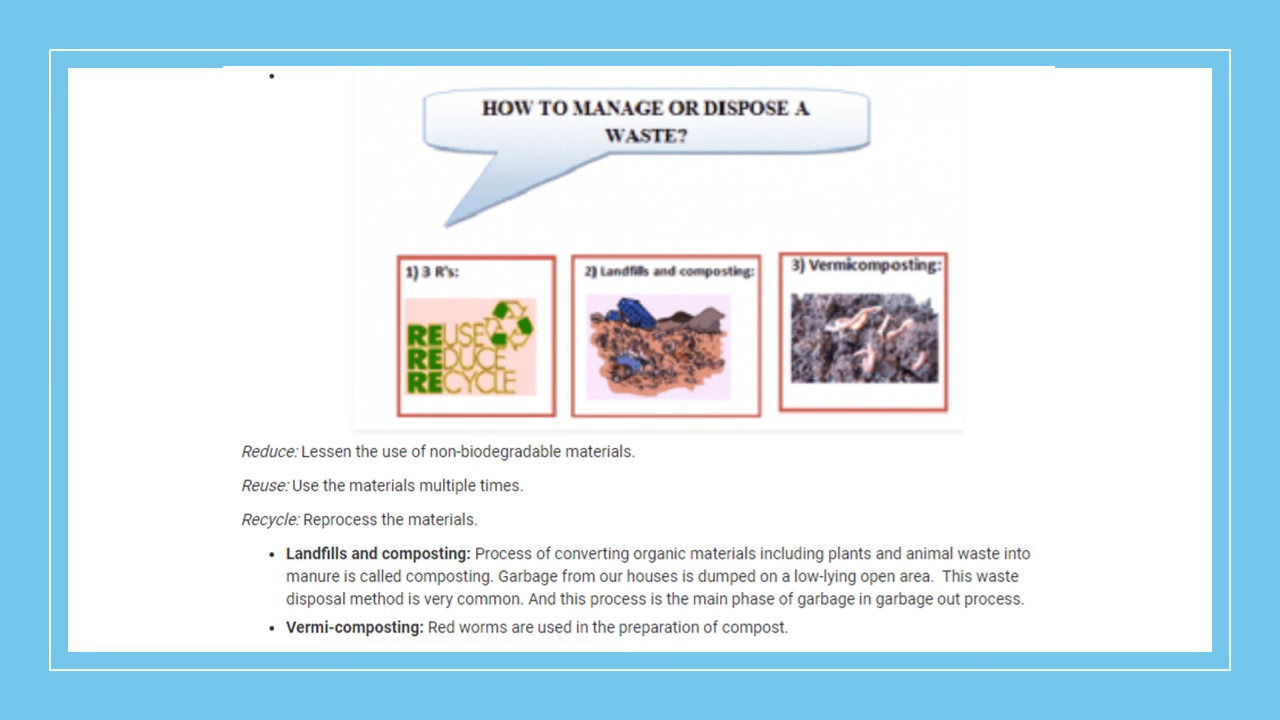 HOW TO MANAGE OR DISPOSE A
WASTE?
1) 3 R's:
2) Landfills and composting:
3) Vermicomposting:
REUSE
REDUCE
RECYCLE
Reduce: Lessen the use of non-biodegradable materials.
Reuse: Use the materials multiple times.
Recycle: Reprocess the materials.
• Landfills and composting: Process of converting organic materials including plants and animal waste into
manure is called composting. Garbage from our houses is dumped on a low-lying open area.  This waste
disposal method is very common. And this process is the main phase of garbage in garbage out process.
• Vermi-composting: Red worms are used in the preparation of compost.